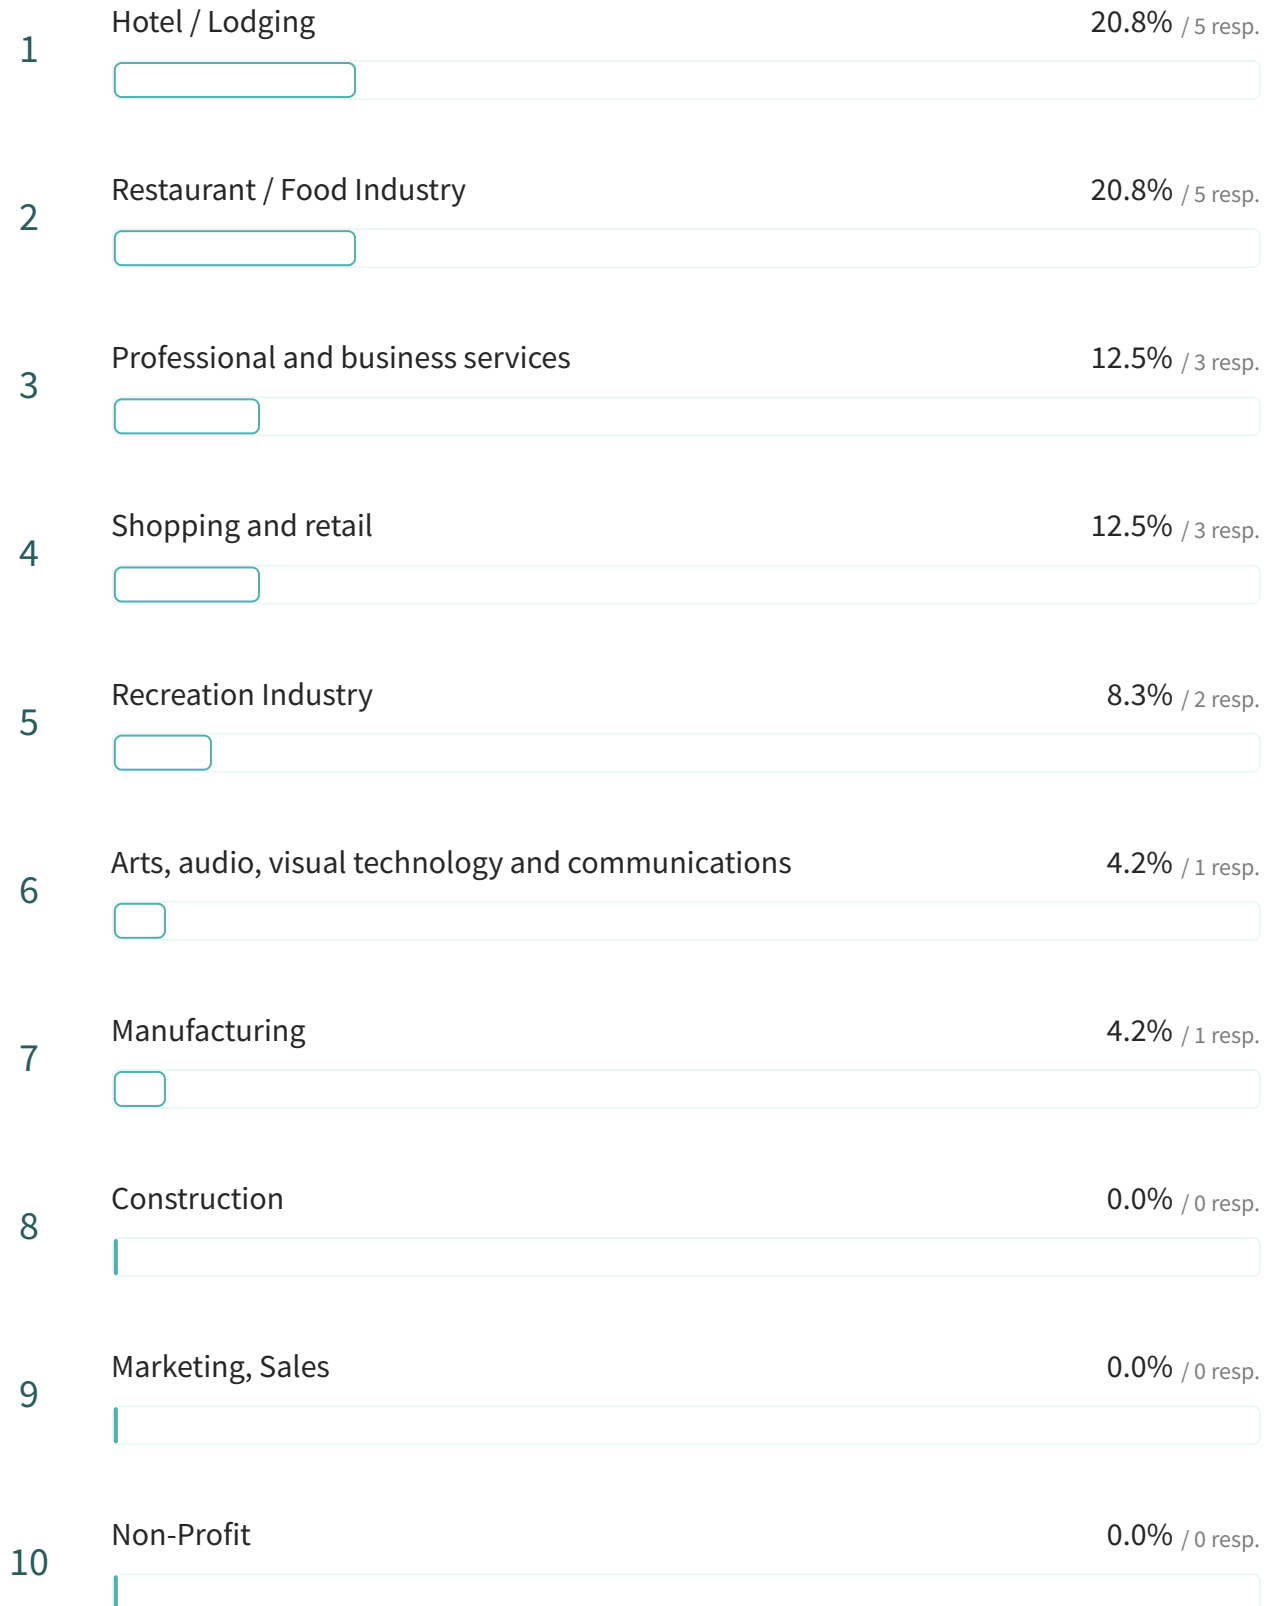 1
Hotel / Lodging
20.8% / 5 resp.
2
Restaurant / Food Industry
20.8% / 5 resp.
3
Professional and business services
12.5% / 3 resp.
4
Shopping and retail
12.5% / 3 resp.
5
Recreation Industry
8.3% / 2 resp.
6
Arts, audio, visual technology and communications
4.2% / 1 resp.
7
Manufacturing
4.2% / 1 resp.
8
Construction
0.0% / 0 resp.
9
Marketing, Sales
0.0% / 0 resp.
10
Non-Profit
0.0% / 0 resp.